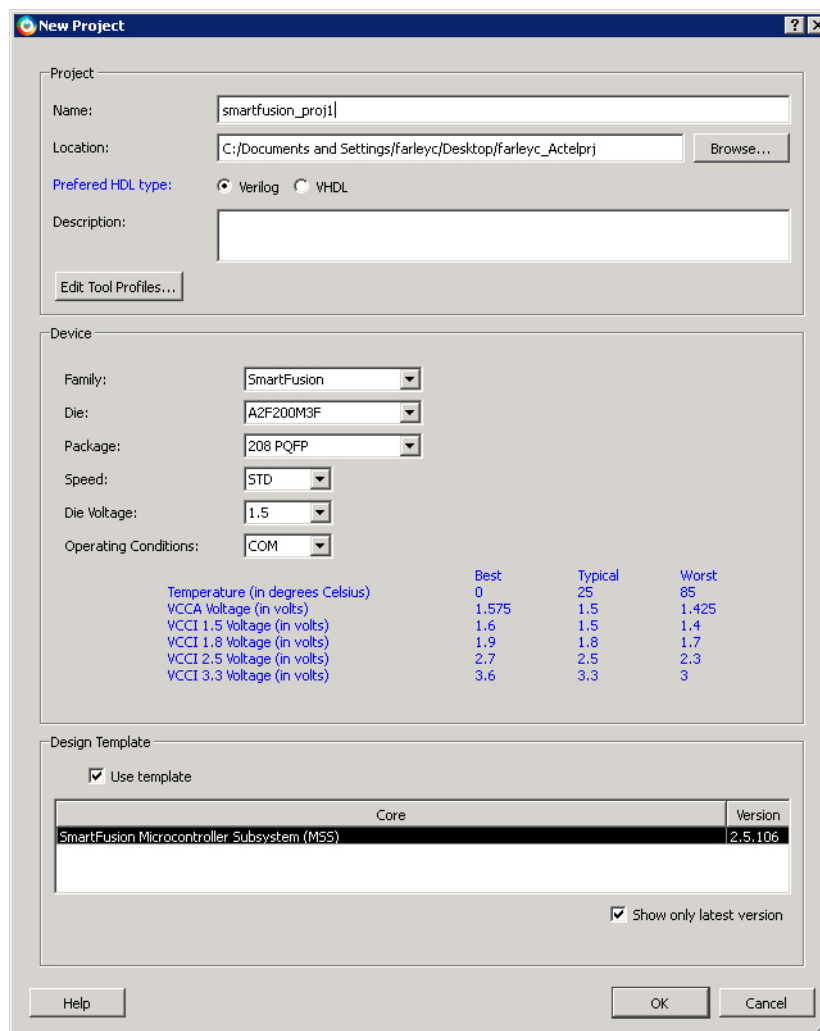 New Project
Project
Name: smartfusion_proj1
Location: C:/Documents and Settings/farleyc/Desktop/farleyc_Actelprj Browse...
Prefered HDL type: Verilog VHDL
Description:
Edit Tool Profiles...
Device
Family: SmartFusion
Die: A2F200M3F
Package: 208 PQFP
Speed: STD
Die Voltage: 1.5
Operating Conditions: COM
Best Typical Worst
Temperature (in degrees Celsius) 0 25 85
VCCA Voltage (in volts) 1.575 1.5 1.425
VCCI 1.5 Voltage (in volts) 1.6 1.5 1.4
VCCI 1.8 Voltage (in volts) 1.9 1.8 1.7
VCCI 2.5 Voltage (in volts) 2.7 2.5 2.3
VCCI 3.3 Voltage (in volts) 3.6 3.3 3
Design Template
Use template
Core Version
SmartFusion Microcontroller Subsystem (MSS) 2.5.106
Show only latest version
Help OK Cancel